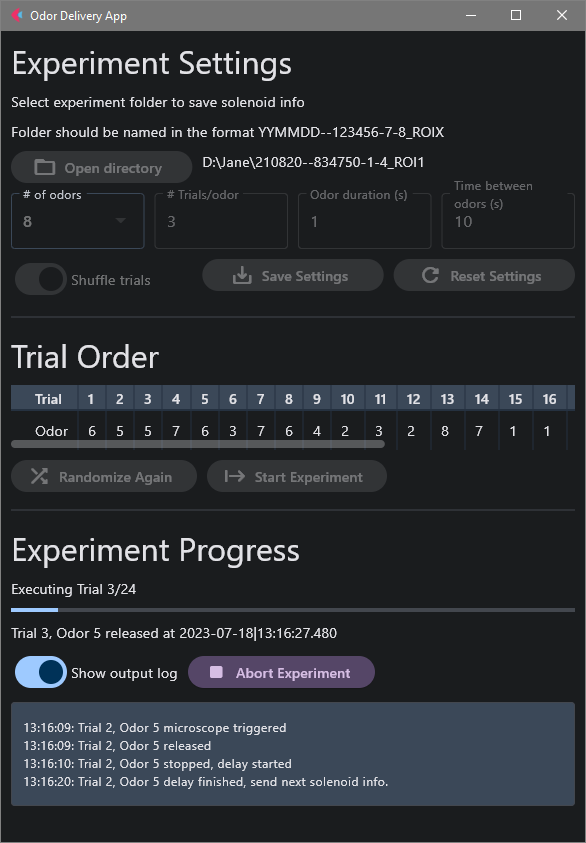 Odor Delivery App
Experiment Settings
Select experiment folder to save solenoid info
Folder should be named in the format YYMMDD--123456-7-8_ROIX
Open directory
D:\Jane\210820--834750-1-4_ROI1
# of odors
8
# Trials/odor
3
Odor duration (s)
1
Time between
odors (s)
10
Shuffle trials
Save Settings
Reset Settings
Trial Order
Trial 1 2 3 4 5 6 7 8 9 10 11 12 13 14 15 16
Odor 6 5 5 7 6 3 7 6 4 2 3 2 8 7 1 1
Randomize Again
Start Experiment
Experiment Progress
Executing Trial 3/24
Trial 3, Odor 5 released at 2023-07-18|13:16:27.480
Show output log
Abort Experiment
13:16:09: Trial 2, Odor 5 microscope triggered
13:16:09: Trial 2, Odor 5 released
13:16:10: Trial 2, Odor 5 stopped, delay started
13:16:20: Trial 2, Odor 5 delay finished, send next solenoid info.